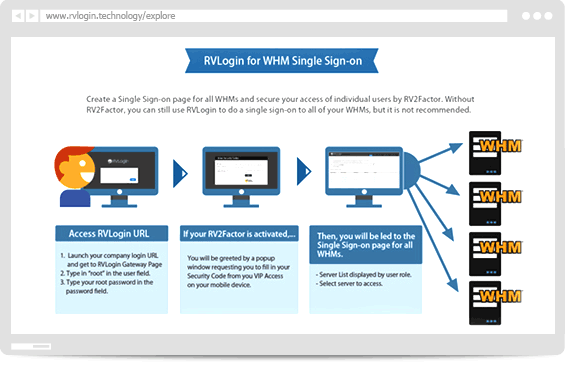 www.rvlogin.technology/explore
RVLogin for WHM Single Sign-on
Create a Single Sign-on page for all WHMs and secure your access of individual users by RV2Factor. Without
RV2Factor, you can still use RVLogin to do a single sign-on to all of your WHMs, but it is not recommended.
RVLogin
WHM
WHM
WHM
WHM
Access RVLogin URL
1. Launch your company login URL
and get to RVLogin Gateway Page
2. Type in "root" in the user field.
3. Type your root password in the
password field.
If your RV2Factor is activated,...
You will be greeted by a popup
window requesting you to fill in your
Security Code from you VIP Access
on your mobile device.
Then, you will be led to the
Single Sign-on page for all
WHMs.
- Server List displayed by user role.
- Select server to access.